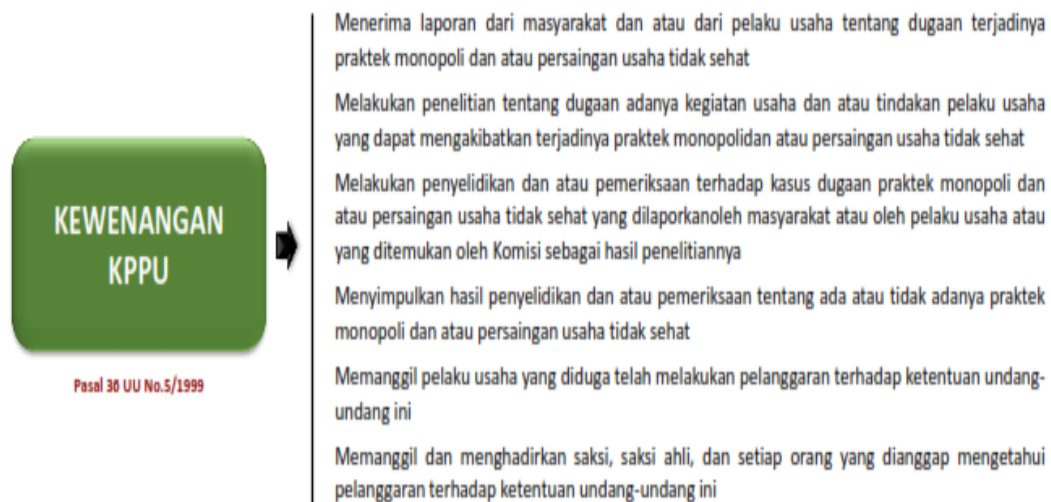 KEWENANGAN
KPPU
Pasal 36 UU No.5/1999
Menerima laporan dari masyarakat dan atau dari pelaku usaha tentang dugaan terjadinya
praktek monopoli dan atau persaingan usaha tidak sehat
Melakukan penelitian tentang dugaan adanya kegiatan usaha dan atau tindakan pelaku usaha
yang dapat mengakibatkan terjadinya praktek monopolidan atau persaingan usaha tidak sehat
Melakukan penyelidikan dan atau pemeriksaan terhadap kasus dugaan praktek monopoli dan
atau persaingan usaha tidak sehat yang dilaporkanoleh masyarakat atau oleh pelaku usaha atau
yang ditemukan oleh Komisi sebagai hasil penelitiannya
Menyimpulkan hasil penyelidikan dan atau pemeriksaan tentang ada atau tidak adanya praktek
monopoli dan atau persaingan usaha tidak sehat
Memanggil pelaku usaha yang diduga telah melakukan pelanggaran terhadap ketentuan undang-
undang ini
Memanggil dan menghadirkan saksi, saksi ahli, dan setiap orang yang dianggap mengetahui
pelanggaran terhadap ketentuan undang-undang ini